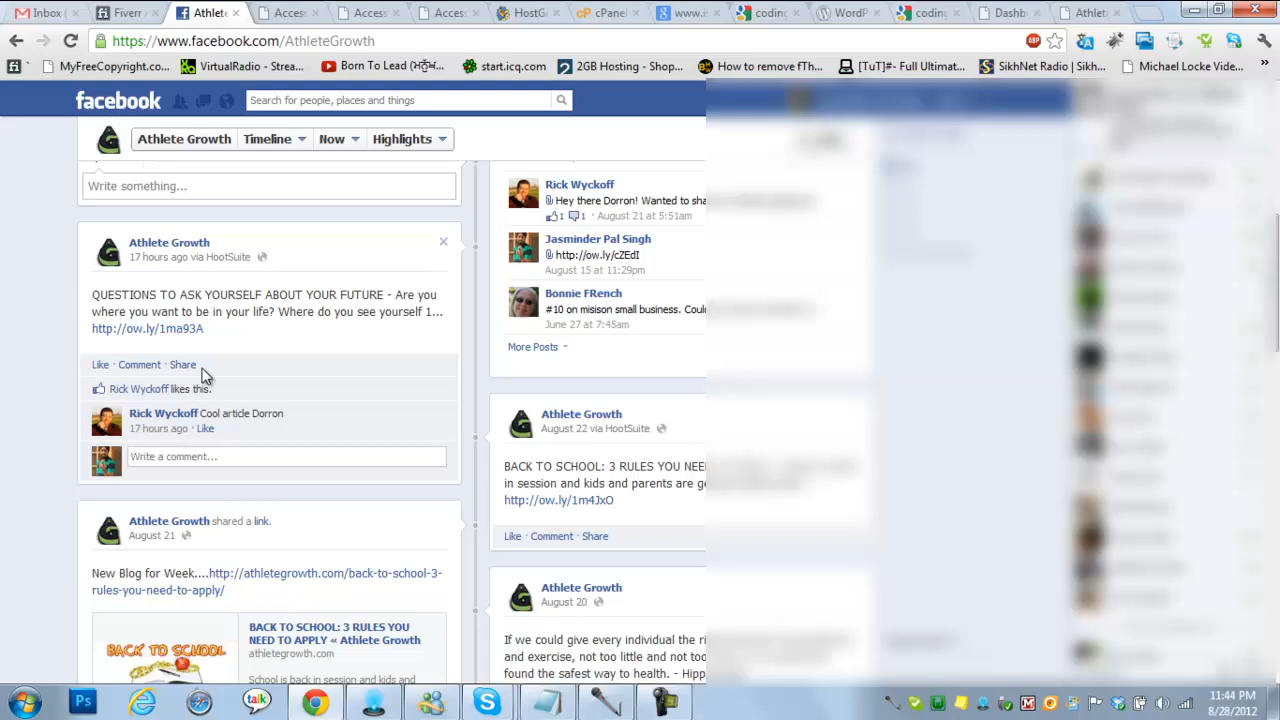 Inbox
Fiverr
Athlete
Access
Access
Access
HostGa
cPanel
www.is
coding
WordP
coding
Dashb
Athlet
https://www.facebook.com/AthleteGrowth
MyFreeCopyright.co...
VirtualRadio - Strea...
start.icq.com
2GB Hosting - Shop...
How to remove fTh...
[TuT]#- Full Ultimat...
SikhNet Radio | Sikh...
Michael Locke Vide...
facebook
Search for people, places and things
Athlete Growth
Timeline
Now
Highlights
Write something...
Athlete Growth
17 hours ago via HootSuite
QUESTIONS TO ASK YOURSELF ABOUT YOUR FUTURE - Are you
where you want to be in your life? Where do you see yourself 1...
http://ow.ly/1ma93A
Like · Comment · Share
Rick Wyckoff likes this.
Rick Wyckoff Cool article Dorron
17 hours ago · Like
Write a comment...
Athlete Growth shared a link.
August 21
New Blog for Week....http://athletegrowth.com/back-to-school-3-
rules-you-need-to-apply/
BACK TO SCHOOL
BACK TO SCHOOL: 3 RULES YOU
NEED TO APPLY « Athlete Growth
athletegrowth.com
School is back in session and kids and
Rick Wyckoff
Hey there Dorron! Wanted to sha
1 1 · August 21 at 5:51am
Jasminder Pal Singh
http://ow.ly/cZEdI
August 15 at 11:29pm
Bonnie FRench
#10 on misison small business. Coul
June 27 at 7:45am
More Posts
Athlete Growth
August 22 via HootSuite
BACK TO SCHOOL: 3 RULES YOU NEE
in session and kids and parents are ge
http://ow.ly/1m4JxO
Like · Comment · Share
Athlete Growth
August 20
If we could give every individual the ri
and exercise, not too little and not too
found the safest way to health. - Hipp
Ps
talk
11:44 PM
8/28/2012